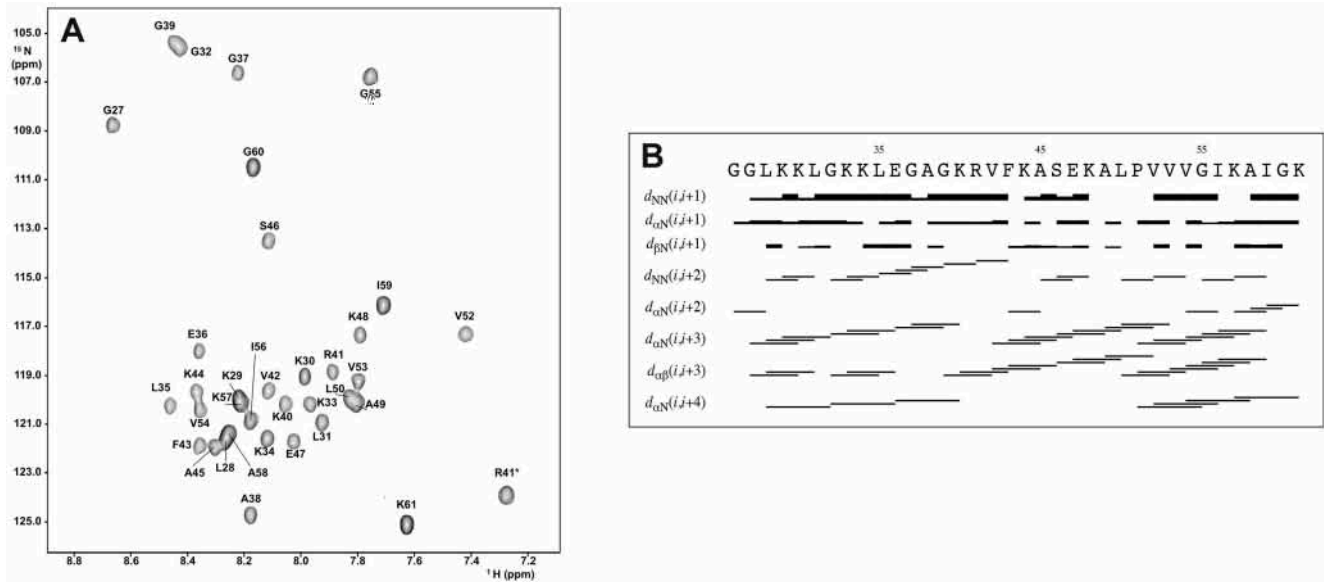 A
105.0
G39
G32
¹⁵N
(ppm)
107.0
G37
G55
109.0
G27
111.0
G60
113.0
S46
115.0
I59
117.0
K48
V52
E36
I56
K30
R41
V53
119.0
K44
K29
V42
L35
K57
L50
A49
V54
K40
K33
121.0
L31
F43
K34
E47
A45
L28
A58
123.0
R41*
A38
K61
125.0
8.8 8.6 8.4 8.2 8.0 7.8 7.6 7.4 7.2
¹H (ppm)
B
35 45 55
GGLKKLGKKLEGAGKRVFKASEKALPVVVGIKAIGK
dNN(i,i+1)
dαN(i,i+1)
dβN(i,i+1)
dNN(i,i+2)
dαN(i,i+2)
dαN(i,i+3)
dαβ(i,i+3)
dαN(i,i+4)